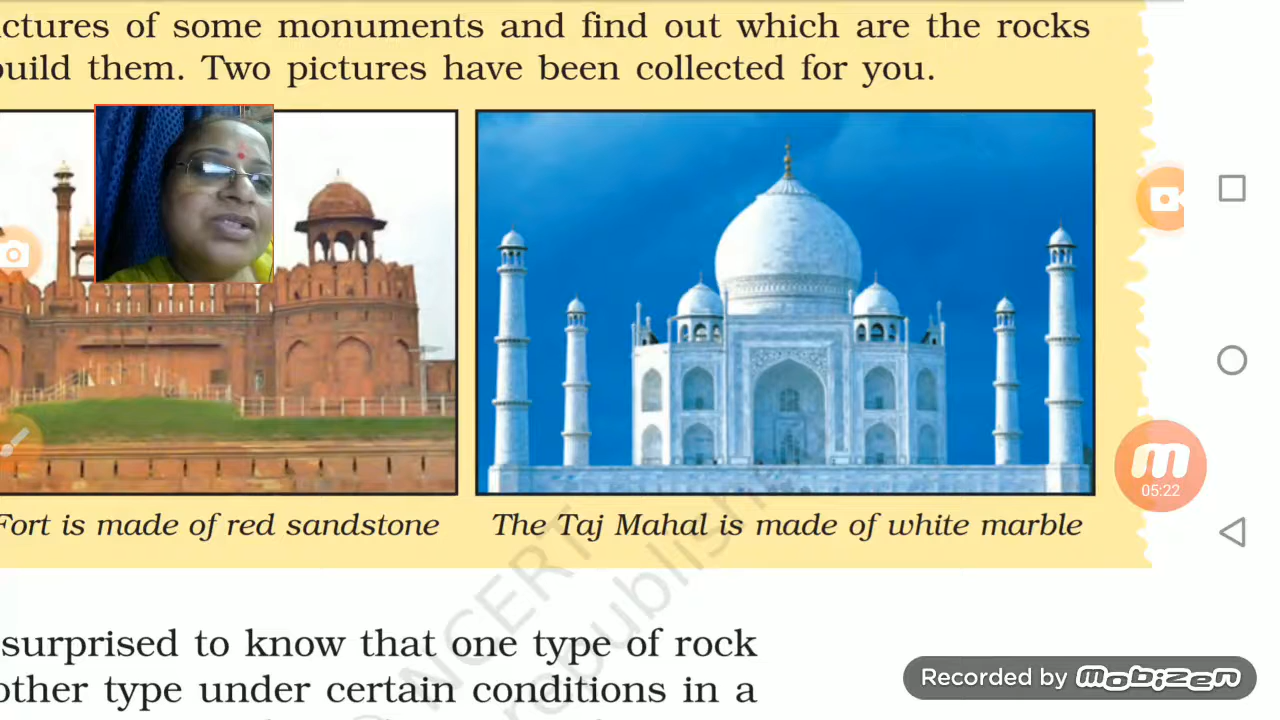 ctures of some monuments and find out which are the rocks
build them. Two pictures have been collected for you.
Fort is made of red sandstone
The Taj Mahal is made of white marble
surprised to know that one type of rock
other type under certain conditions in a
© NCERT
republish
05:22
Recorded by mobizen